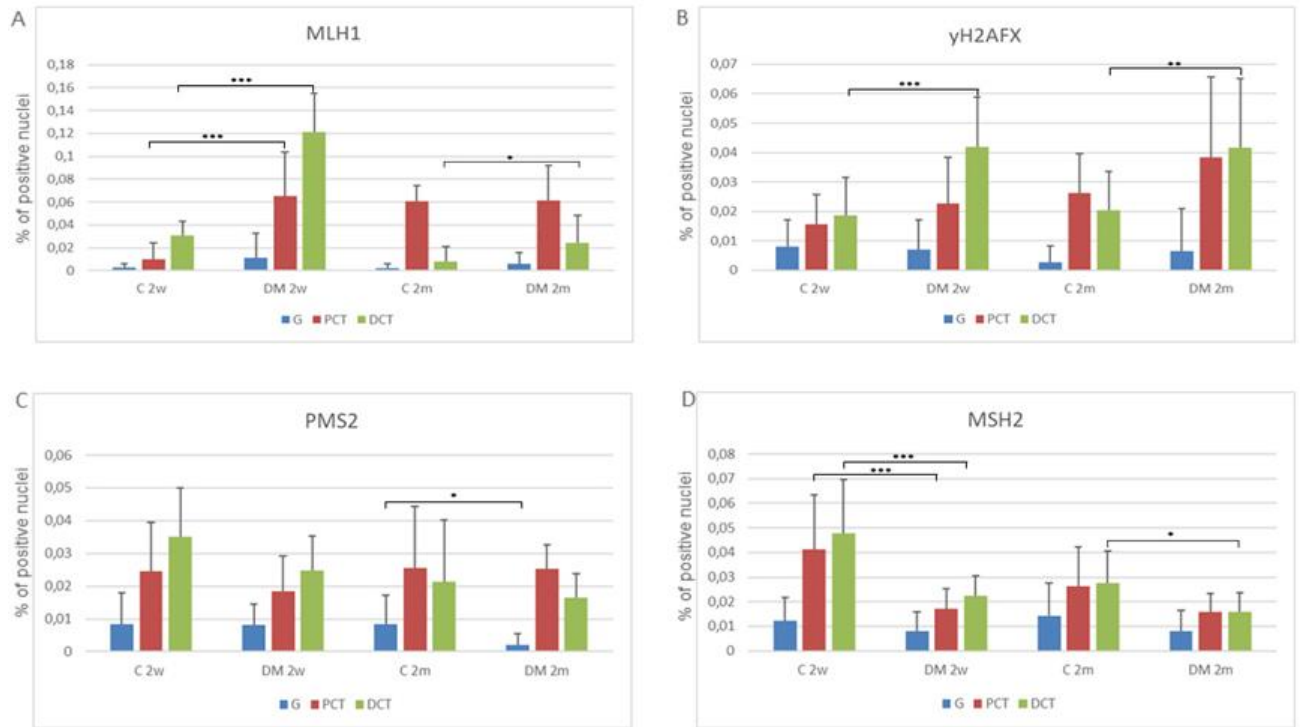 A
MLH1
% of positive nuclei
0,18
0,16
0,14
0,12
0,1
0,08
0,06
0,04
0,02
0
***
***
*
C 2w DM 2w C 2m DM 2m
G PCT DCT
B
yH2AFX
% of positive nuclei
0,07
0,06
0,05
0,04
0,03
0,02
0,01
0
***
**
C 2w DM 2w C 2m DM 2m
G PCT DCT
C
PMS2
% of positive nuclei
0,06
0,05
0,04
0,03
0,02
0,01
0
*
C 2w DM 2w C 2m DM 2m
G PCT DCT
D
MSH2
% of positive nuclei
0,08
0,07
0,06
0,05
0,04
0,03
0,02
0,01
0
***
***
*
C 2w DM 2w C 2m DM 2m
G PCT DCT